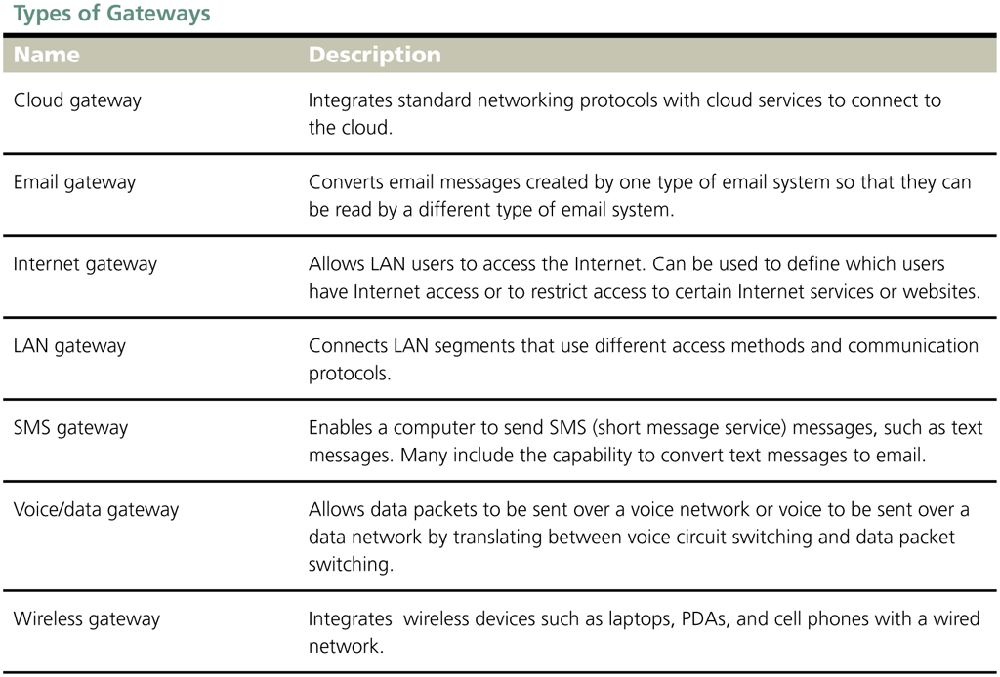 Types of Gateways
Name Description
Cloud gateway Integrates standard networking protocols with cloud services to connect to
the cloud.
Email gateway Converts email messages created by one type of email system so that they can
be read by a different type of email system.
Internet gateway Allows LAN users to access the Internet. Can be used to define which users
have Internet access or to restrict access to certain Internet services or websites.
LAN gateway Connects LAN segments that use different access methods and communication
protocols.
SMS gateway Enables a computer to send SMS (short message service) messages, such as text
messages. Many include the capability to convert text messages to email.
Voice/data gateway Allows data packets to be sent over a voice network or voice to be sent over a
data network by translating between voice circuit switching and data packet
switching.
Wireless gateway Integrates wireless devices such as laptops, PDAs, and cell phones with a wired
network.